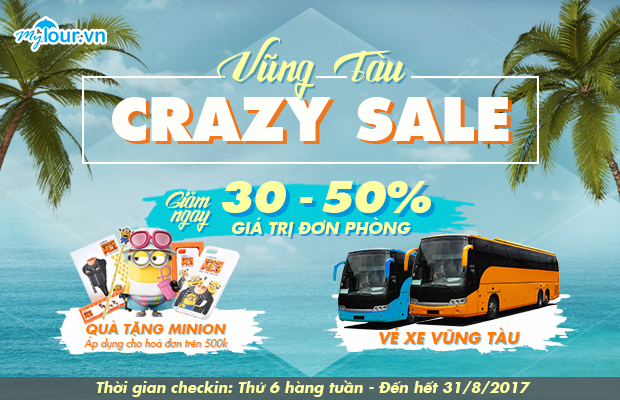 mytour.vn
Vũng Tàu
CRAZY SALE
Giảm ngay
30 - 50%
GIÁ TRỊ ĐƠN PHÒNG
QUÀ TẶNG MINION
Áp dụng cho hoá đơn trên 500k
VÉ XE VŨNG TÀU
Thời gian checkin: Thứ 6 hàng tuần - Đến hết 31/8/2017